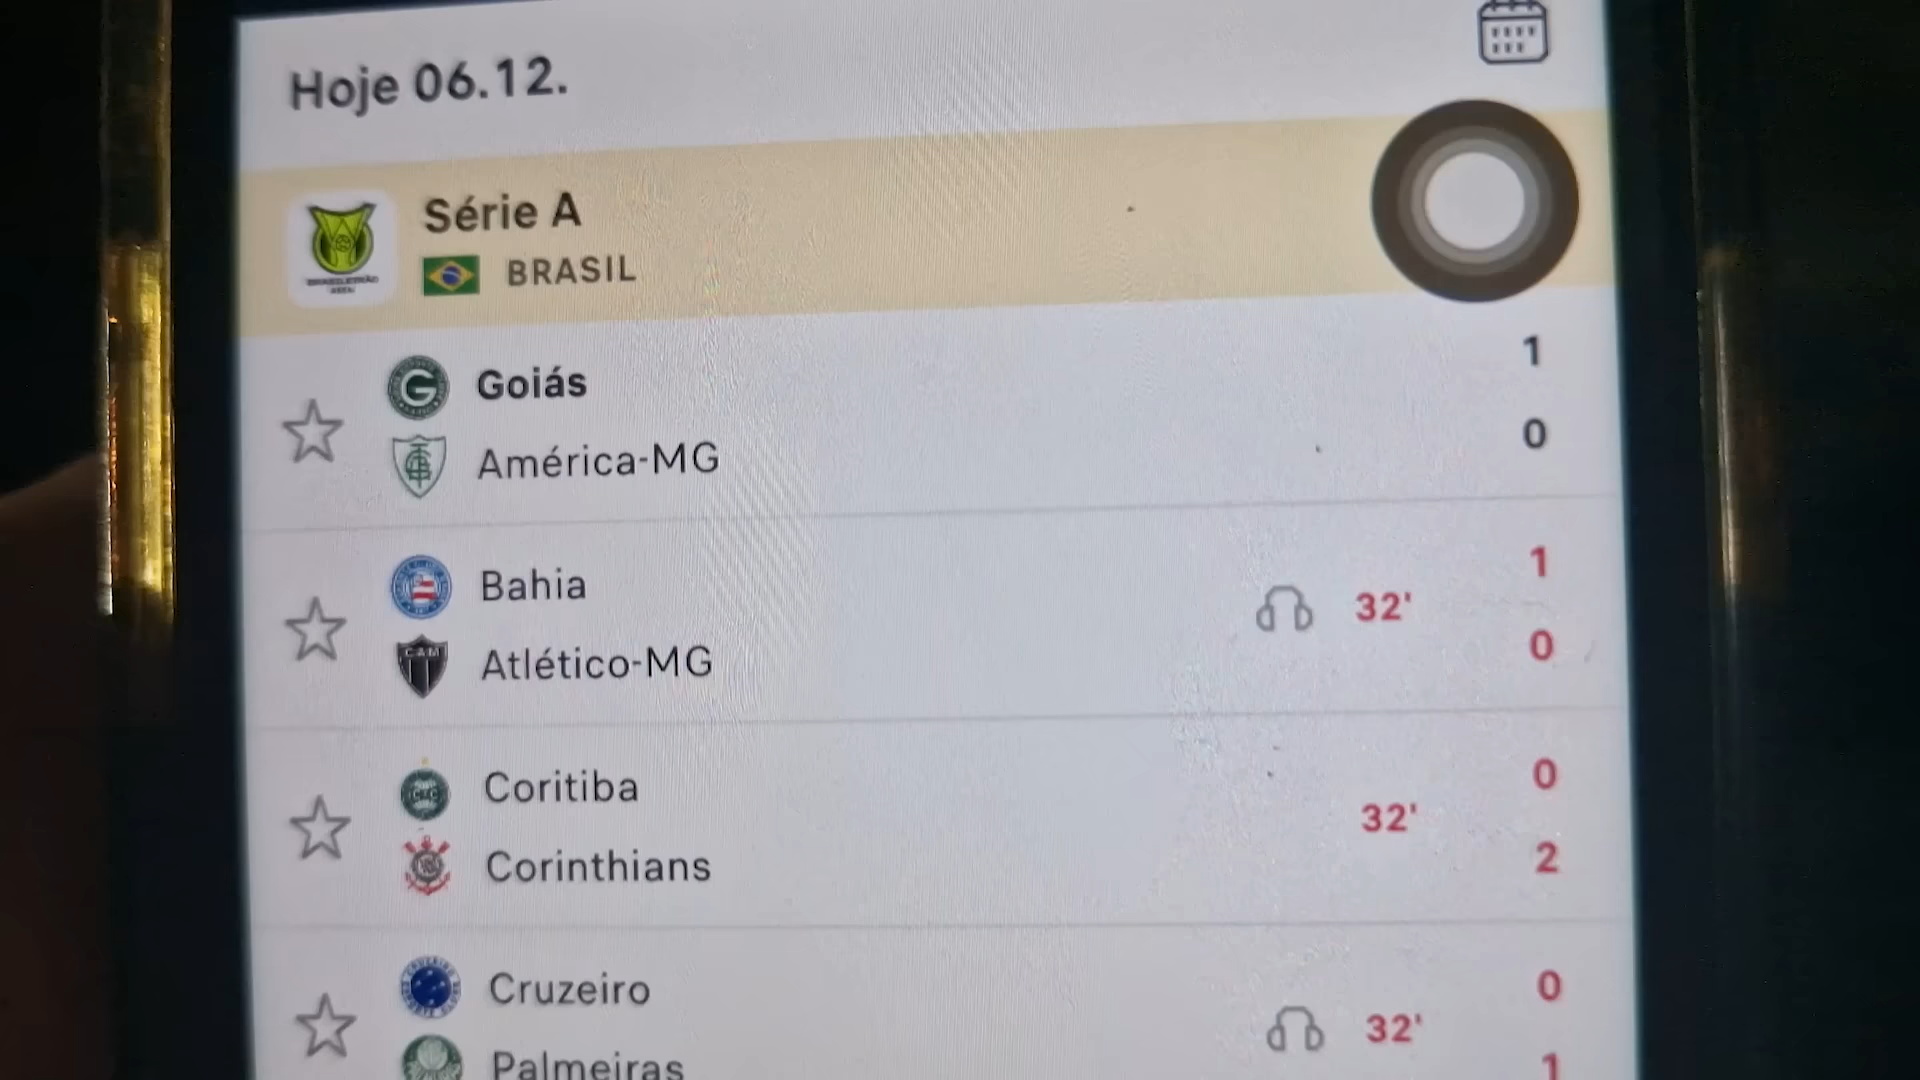 Hoje 06.12.
Série A
BRASIL
Goiás 1
América-MG 0
Bahia 1
32'
Atlético-MG 0
Coritiba 0
32'
Corinthians 2
Cruzeiro 0
32'
Palmeiras 1
CAM